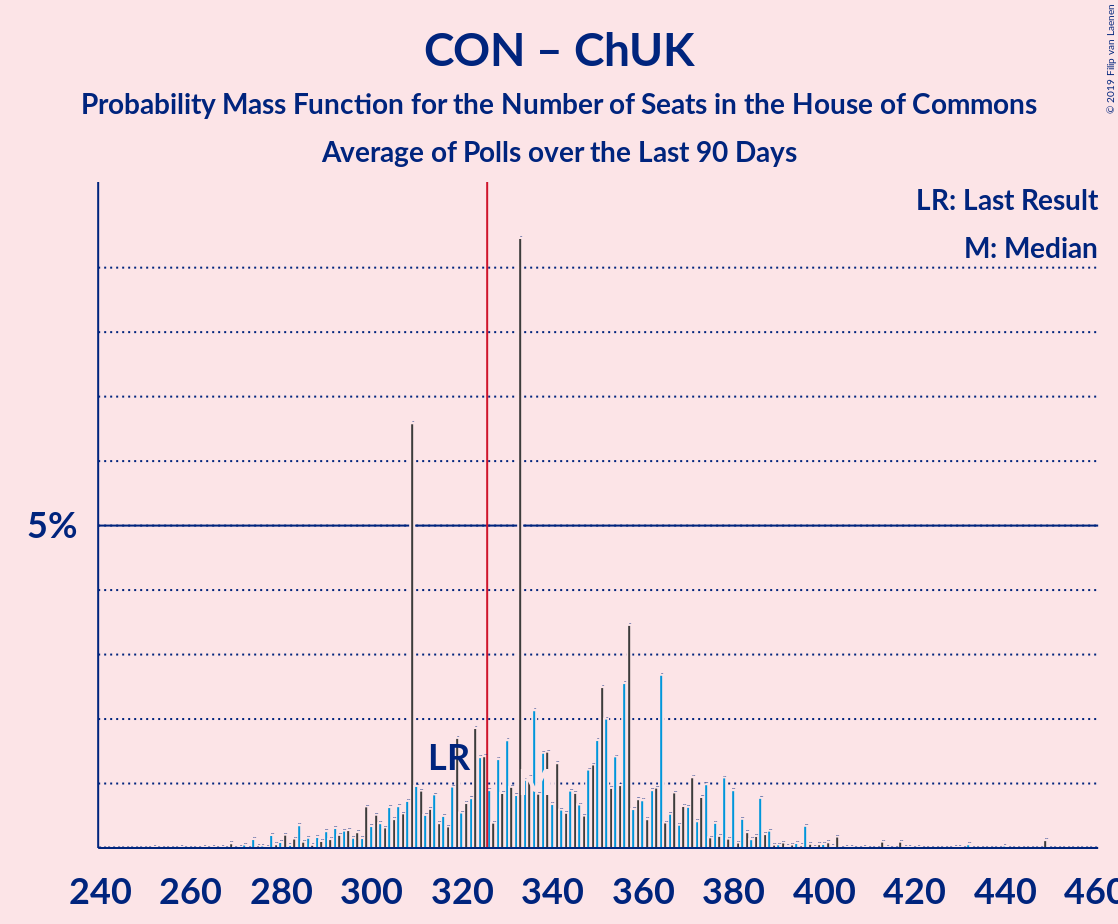 CON – ChUK
Probability Mass Function for the Number of Seats in the House of Commons
Average of Polls over the Last 90 Days
© 2019 Filip van Laenen
LR: Last Result
M: Median
5%
LR
240 260 280 300 320 340 360 380 400 420 440 460